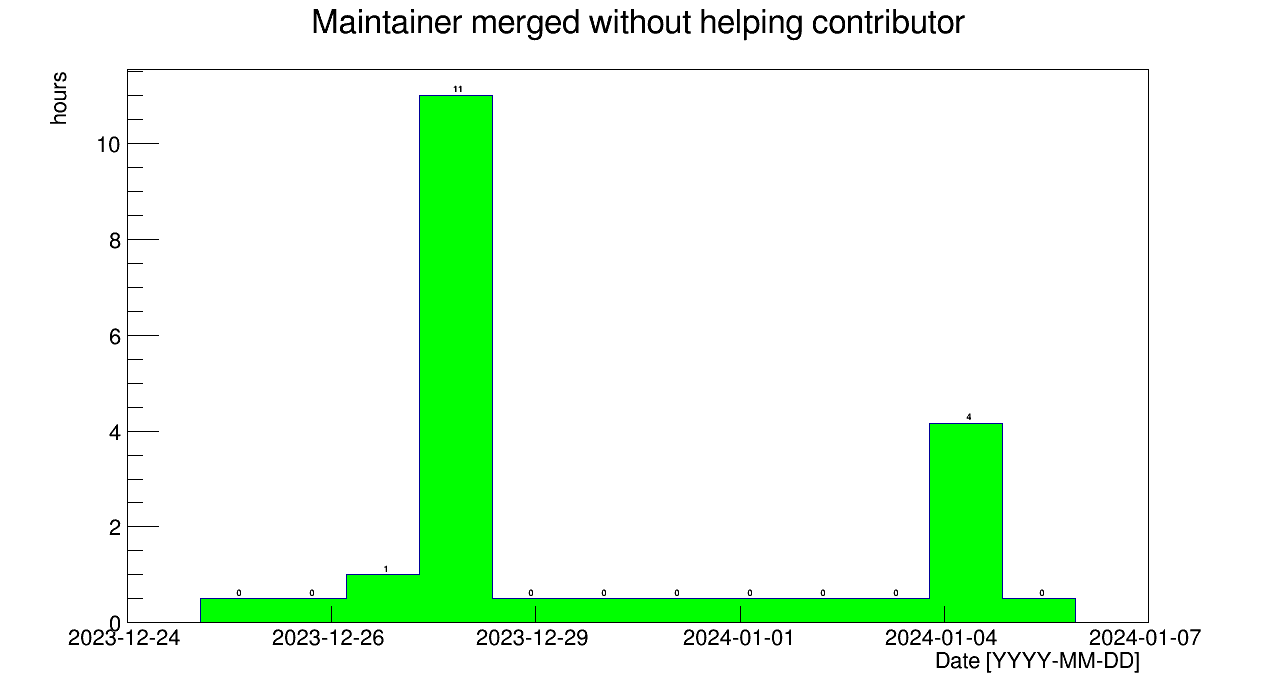 Maintainer merged without helping contributor
hours
10
8
6
4
2
0
11
4
1
0 0 0 0 0 0 0 0 0
2023-12-24 2023-12-26 2023-12-29 2024-01-01 2024-01-04 2024-01-07
Date [YYYY-MM-DD]